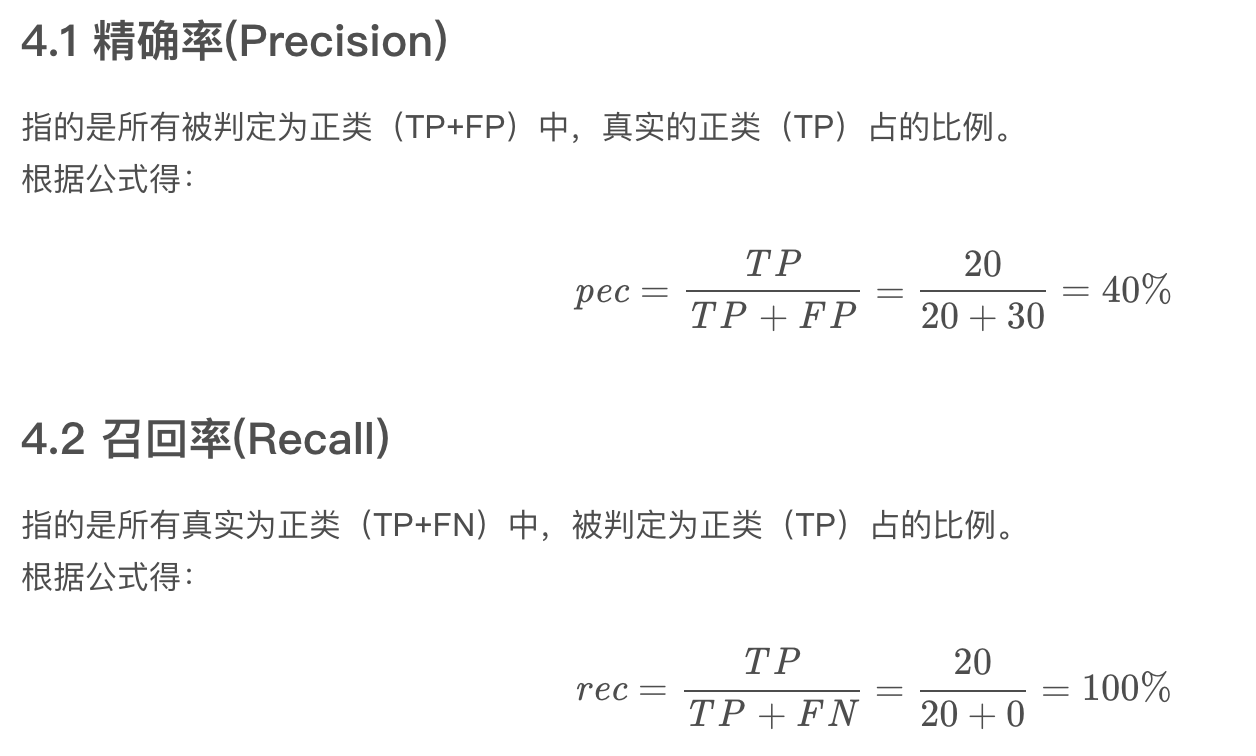 4.1 精确率(Precision)
指的是所有被判定为正类（TP+FP）中，真实的正类（TP）占的比例。
根据公式得：
pec = \frac{TP}{TP + FP} = \frac{20}{20 + 30} = 40%
4.2 召回率(Recall)
指的是所有真实为正类（TP+FN）中，被判定为正类（TP）占的比例。
根据公式得：
rec = \frac{TP}{TP + FN} = \frac{20}{20 + 0} = 100%